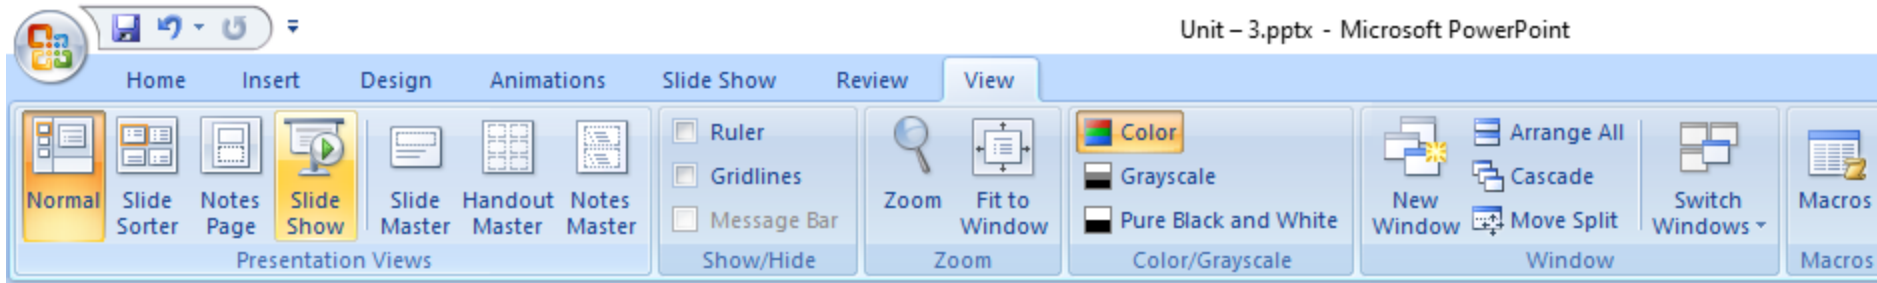 Unit – 3.pptx - Microsoft PowerPoint
Home Insert Design Animations Slide Show Review View
Normal
Slide Sorter
Notes Page
Slide Show
Slide Master
Handout Master
Notes Master
Presentation Views
Ruler
Gridlines
Message Bar
Show/Hide
Zoom
Fit to Window
Zoom
Color
Grayscale
Pure Black and White
Color/Grayscale
New Window
Arrange All
Cascade
Move Split
Switch Windows
Window
Macros
Macros